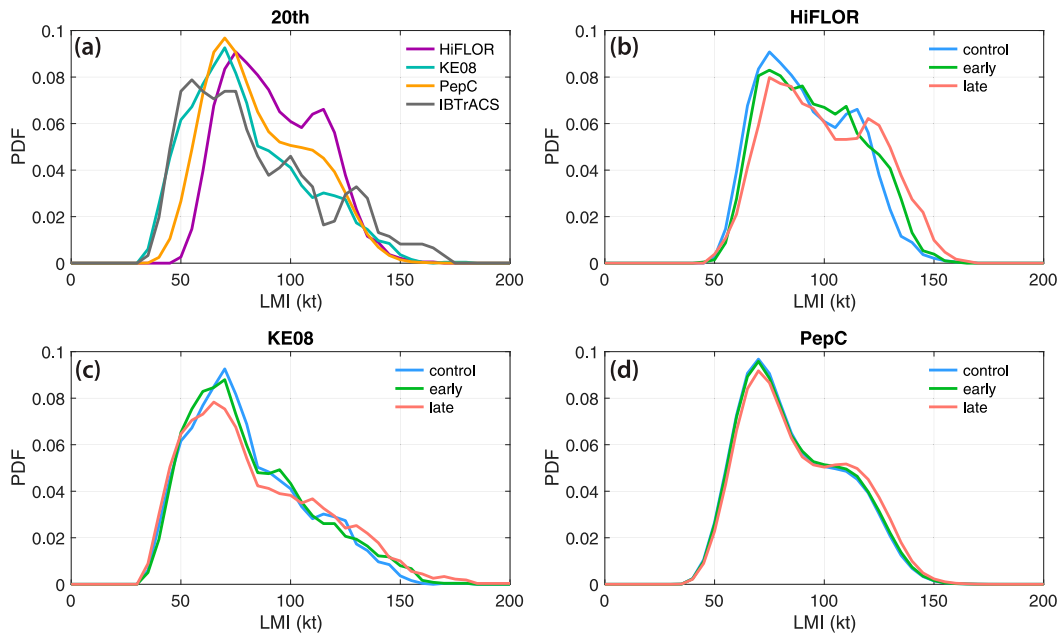 20th
(a)
HiFLOR
KE08
PepC
IBTrACS
PDF
0.1
0.08
0.06
0.04
0.02
0
0 50 100 150 200
LMI (kt)
HiFLOR
(b)
control
early
late
PDF
0.1
0.08
0.06
0.04
0.02
0
0 50 100 150 200
LMI (kt)
KE08
(c)
control
early
late
PDF
0.1
0.08
0.06
0.04
0.02
0
0 50 100 150 200
LMI (kt)
PepC
(d)
control
early
late
PDF
0.1
0.08
0.06
0.04
0.02
0
0 50 100 150 200
LMI (kt)